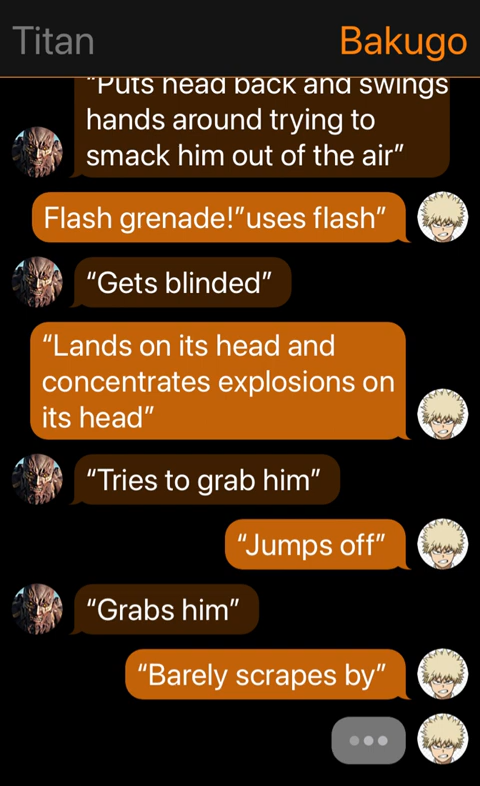 Titan
Bakugo
“Puts head back and swings
hands around trying to
smack him out of the air”
Flash grenade!”uses flash”
“Gets blinded”
“Lands on its head and
concentrates explosions on
its head”
“Tries to grab him”
“Jumps off”
“Grabs him”
“Barely scrapes by”